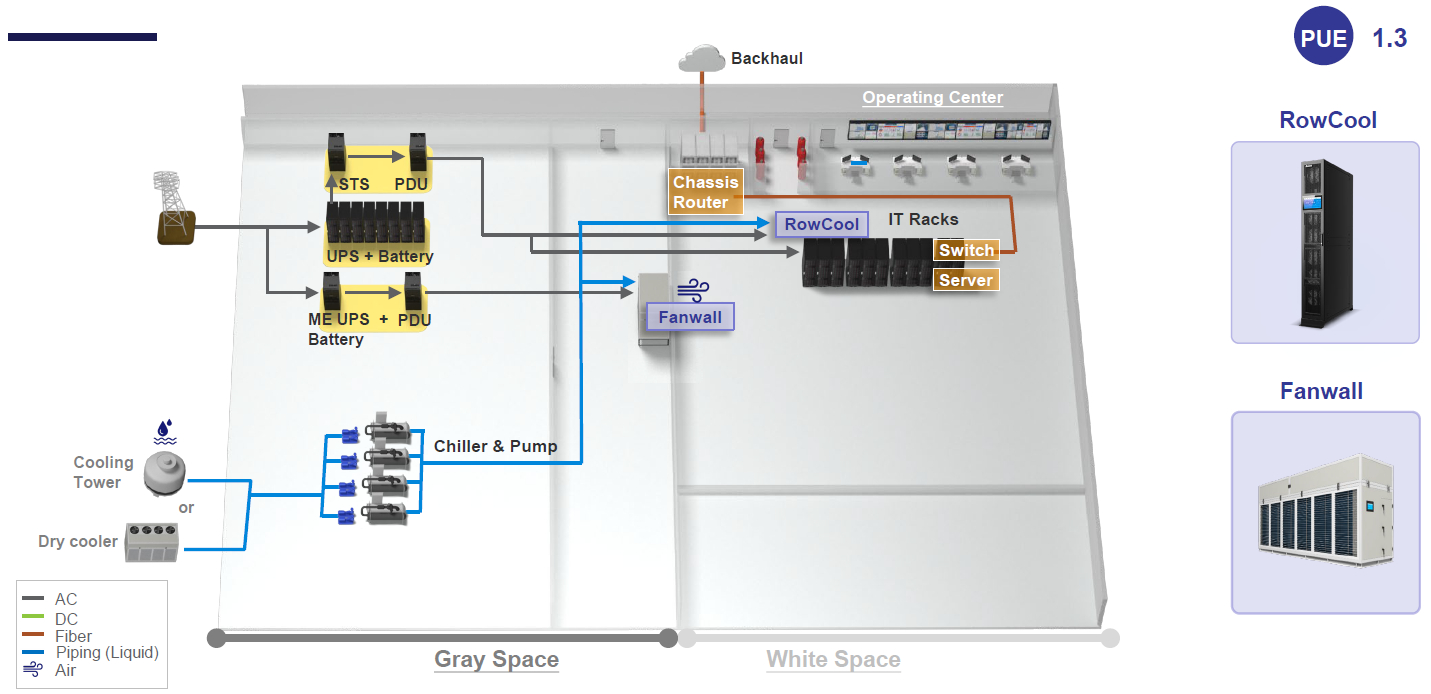 PUE 1.3
Backhaul
Operating Center
RowCool
STS PDU
Chassis
Router
RowCool
IT Racks
UPS + Battery
Switch
Server
Fanwall
ME UPS + PDU
Battery
Fanwall
Chiller & Pump
Cooling
Tower
or
Dry cooler
AC
DC
Fiber
Piping (Liquid)
Air
Gray Space
White Space